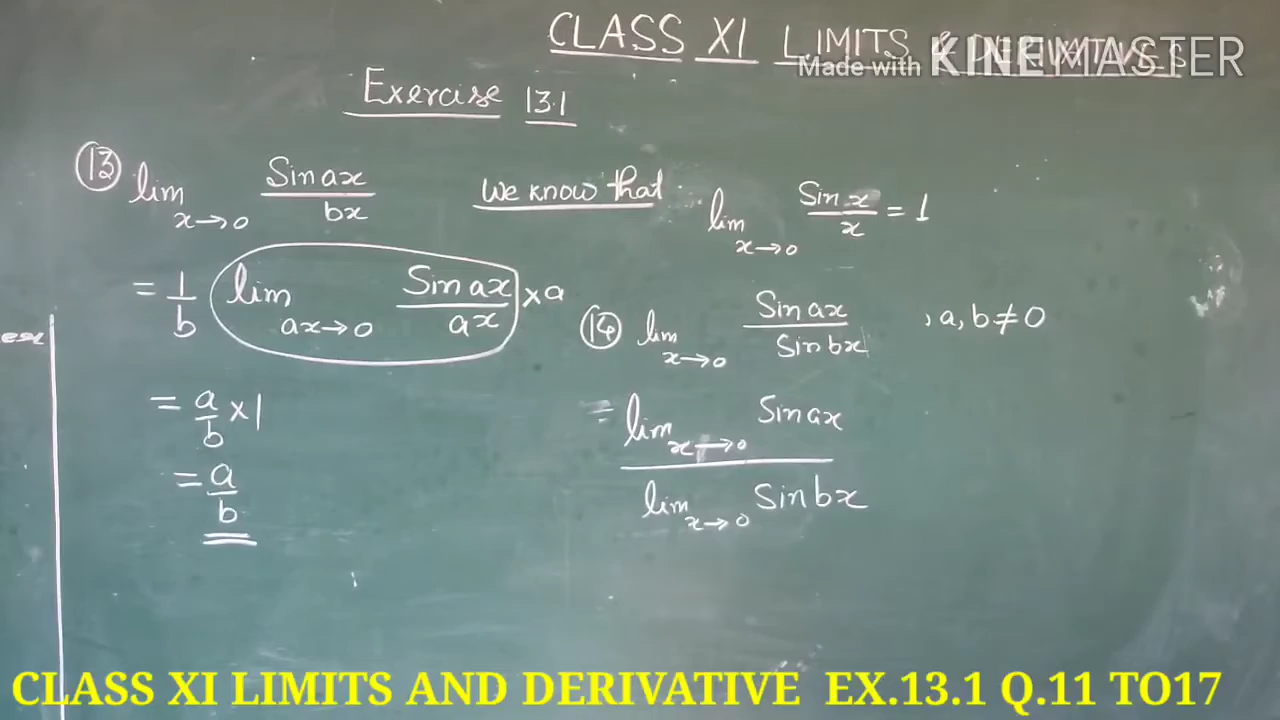 CLASS XI LIMITS & DERIVATIVES
Made with KINEMASTER
Exercise 13.1
(13) lim x→0 Sin ax / bx
We know that lim x→0 Sin x / x = 1
= 1/b lim ax→0 Sin ax / ax × a
= a/b × 1
= a/b
(14) lim x→0 Sin ax / Sin bx , a, b ≠ 0
= lim x→0 Sin ax / lim x→0 Sin bx
CLASS XI LIMITS AND DERIVATIVE EX.13.1 Q.11 TO17